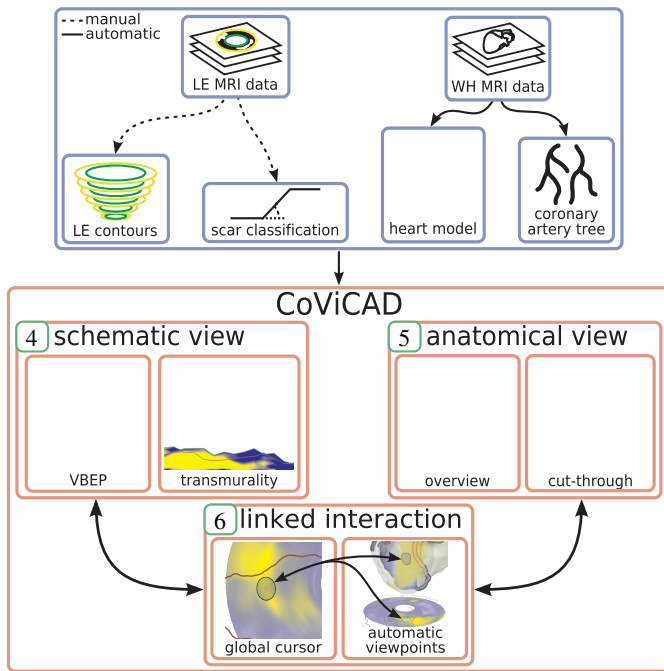 manual
automatic
LE MRI data
WH MRI data
LE contours
scar classification
heart model
coronary
artery tree
CoViCAD
4 schematic view
5 anatomical view
VBEP
transmurality
overview
cut-through
6 linked interaction
global cursor
automatic
viewpoints